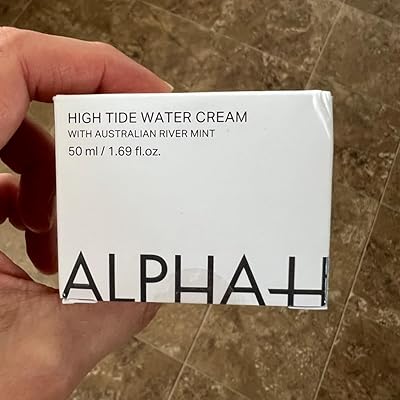 HIGH TIDE WATER CREAM
WITH AUSTRALIAN RIVER MINT
50 ml / 1.69 fl.oz.
ALPHA-H